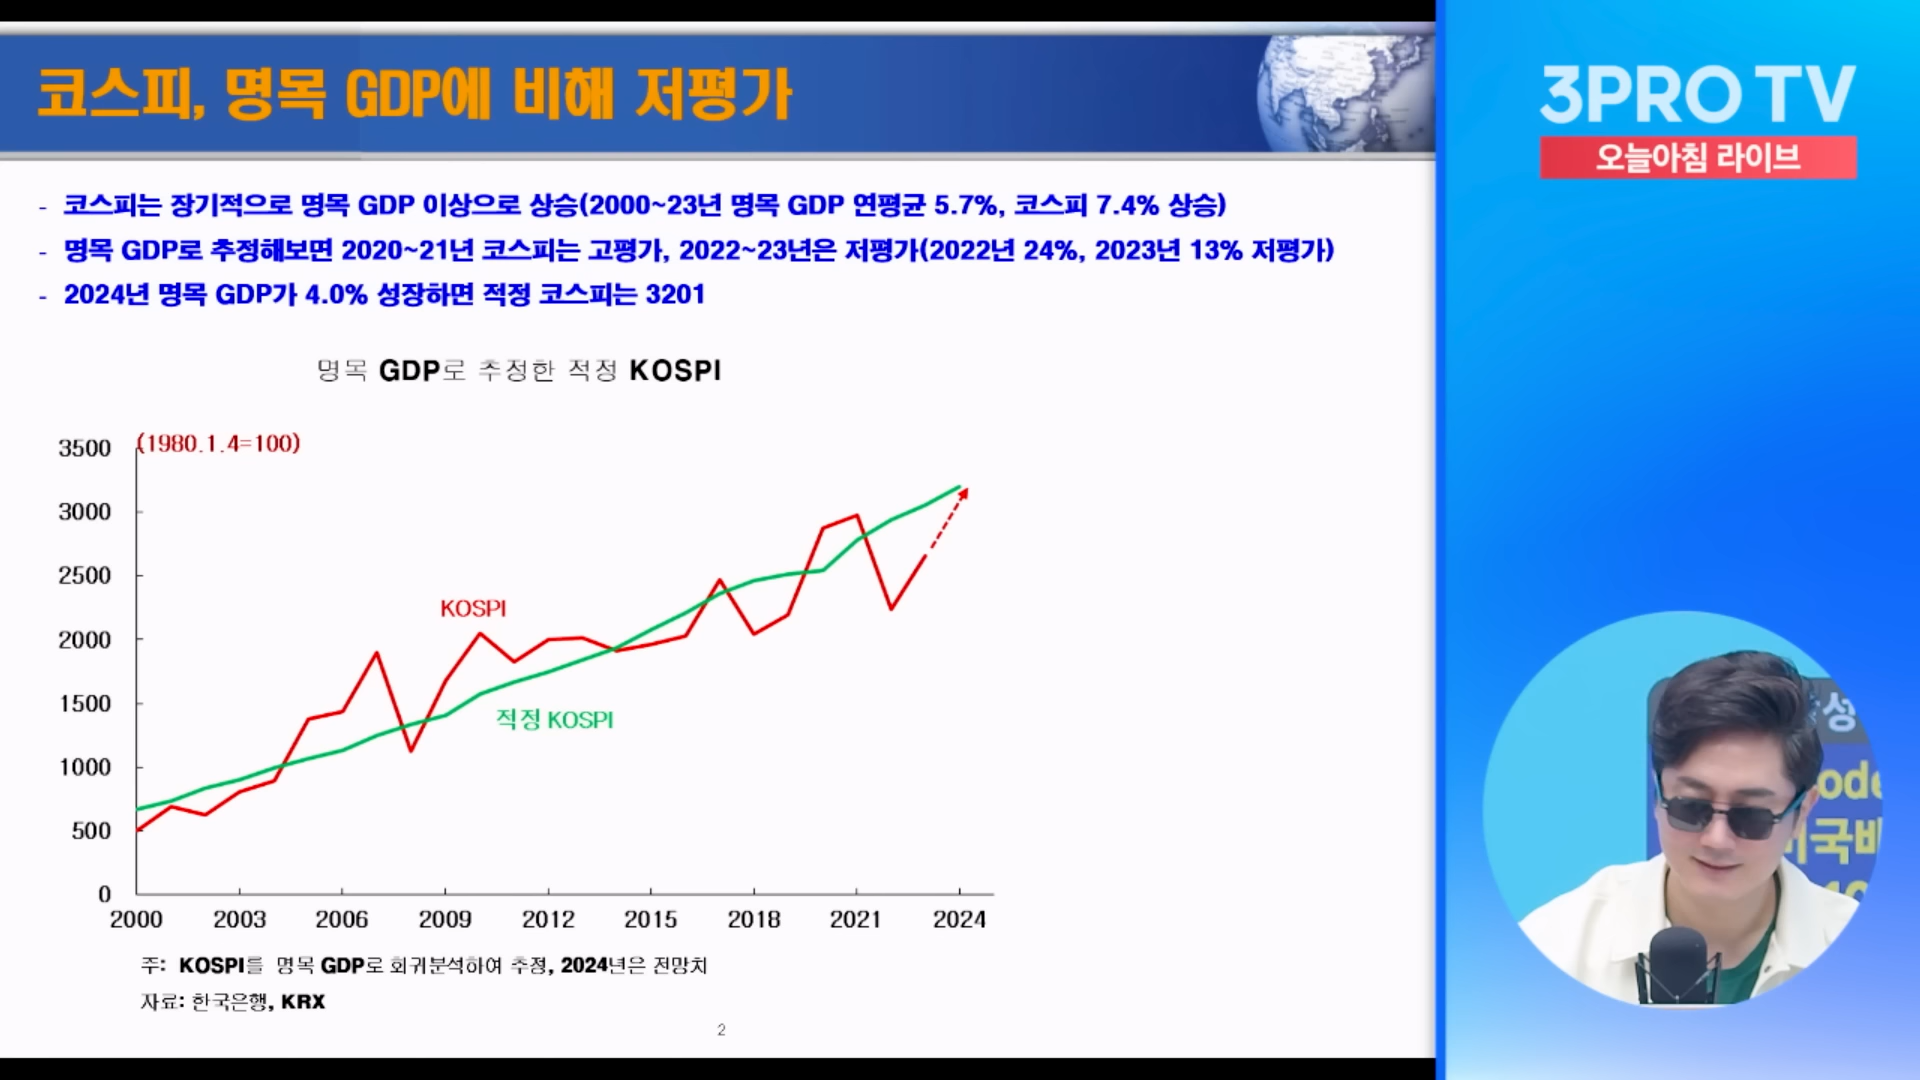 코스피, 명목 GDP에 비해 저평가
- 코스피는 장기적으로 명목 GDP 이상으로 상승(2000~23년 명목 GDP 연평균 5.7%, 코스피 7.4% 상승)
- 명목 GDP로 추정해보면 2020~21년 코스피는 고평가, 2022~23년은 저평가(2022년 24%, 2023년 13% 저평가)
- 2024년 명목 GDP가 4.0% 성장하면 적정 코스피는 3201
명목 GDP로 추정한 적정 KOSPI
(1980.1.4=100)
3500
3000
2500
2000
1500
1000
500
0
KOSPI
적정 KOSPI
2000 2003 2006 2009 2012 2015 2018 2021 2024
주: KOSPI를 명목 GDP로 회귀분석하여 추정, 2024년은 전망치
자료: 한국은행, KRX
2
3PRO TV
오늘아침 라이브
성